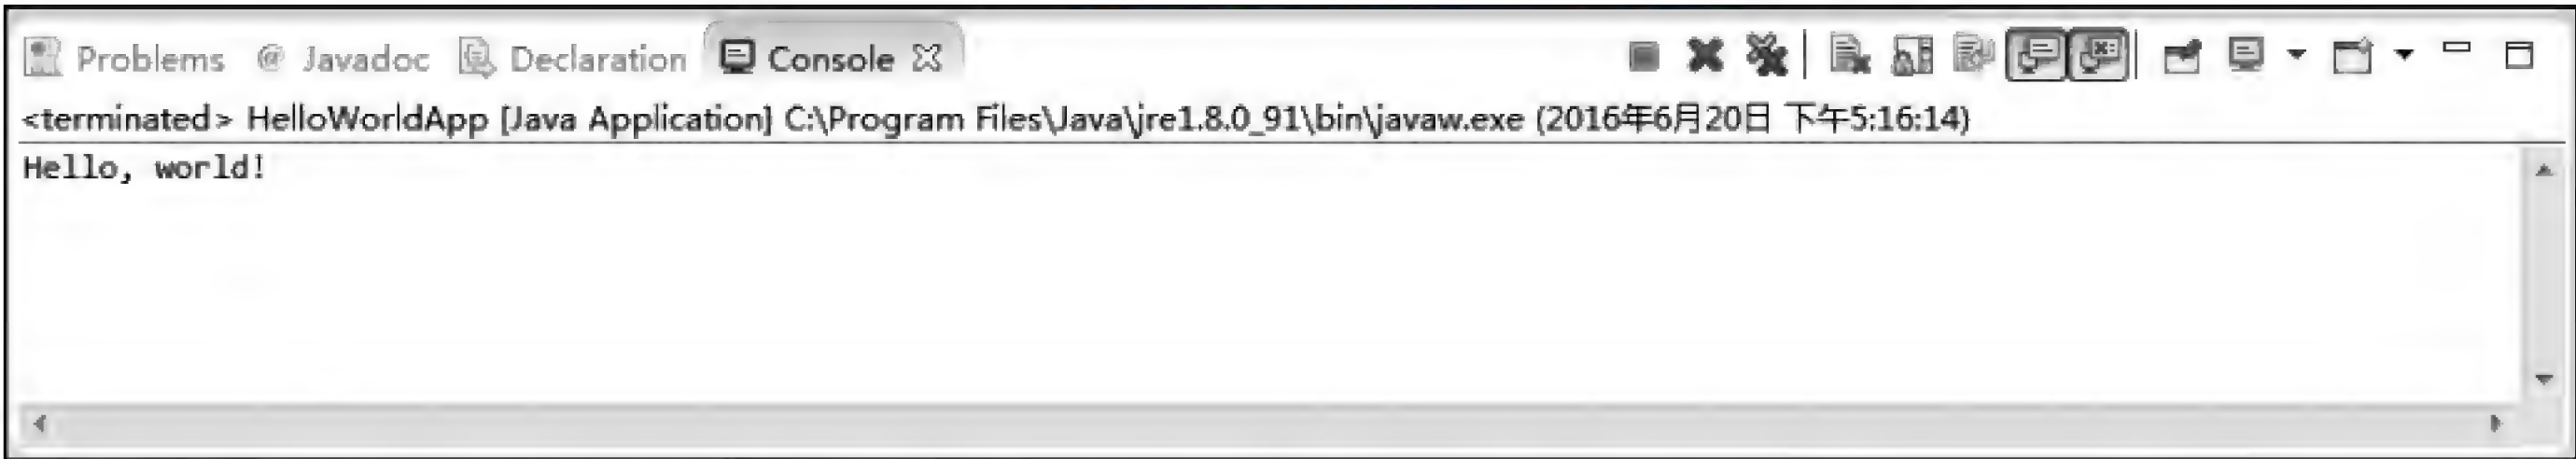 Problems @ Javadoc Declaration Console
<terminated> HelloWorldApp [Java Application] C:\Program Files\Java\jre1.8.0_91\bin\javaw.exe (2016年6月20日 下午5:16:14)
Hello, world!